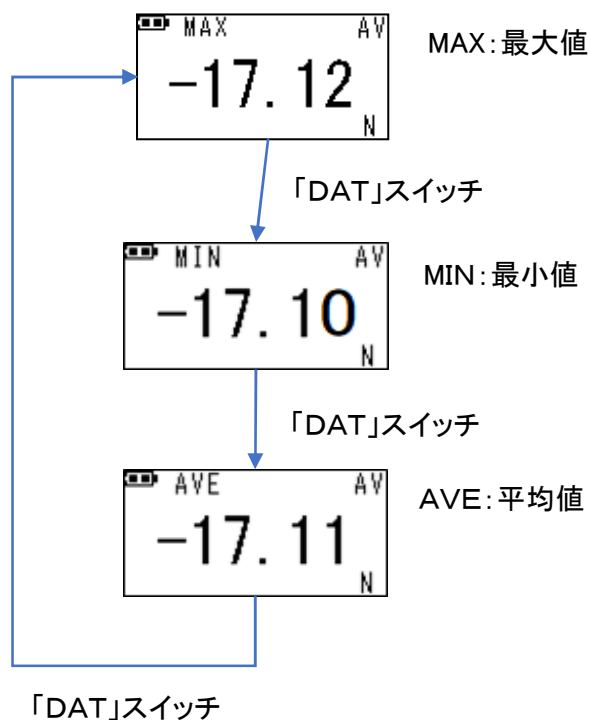 MAX AV
-17.12
N
MAX:最大値
「DAT」スイッチ
MIN AV
-17.10
N
MIN:最小値
「DAT」スイッチ
AVE AV
-17.11
N
AVE:平均値
「DAT」スイッチ